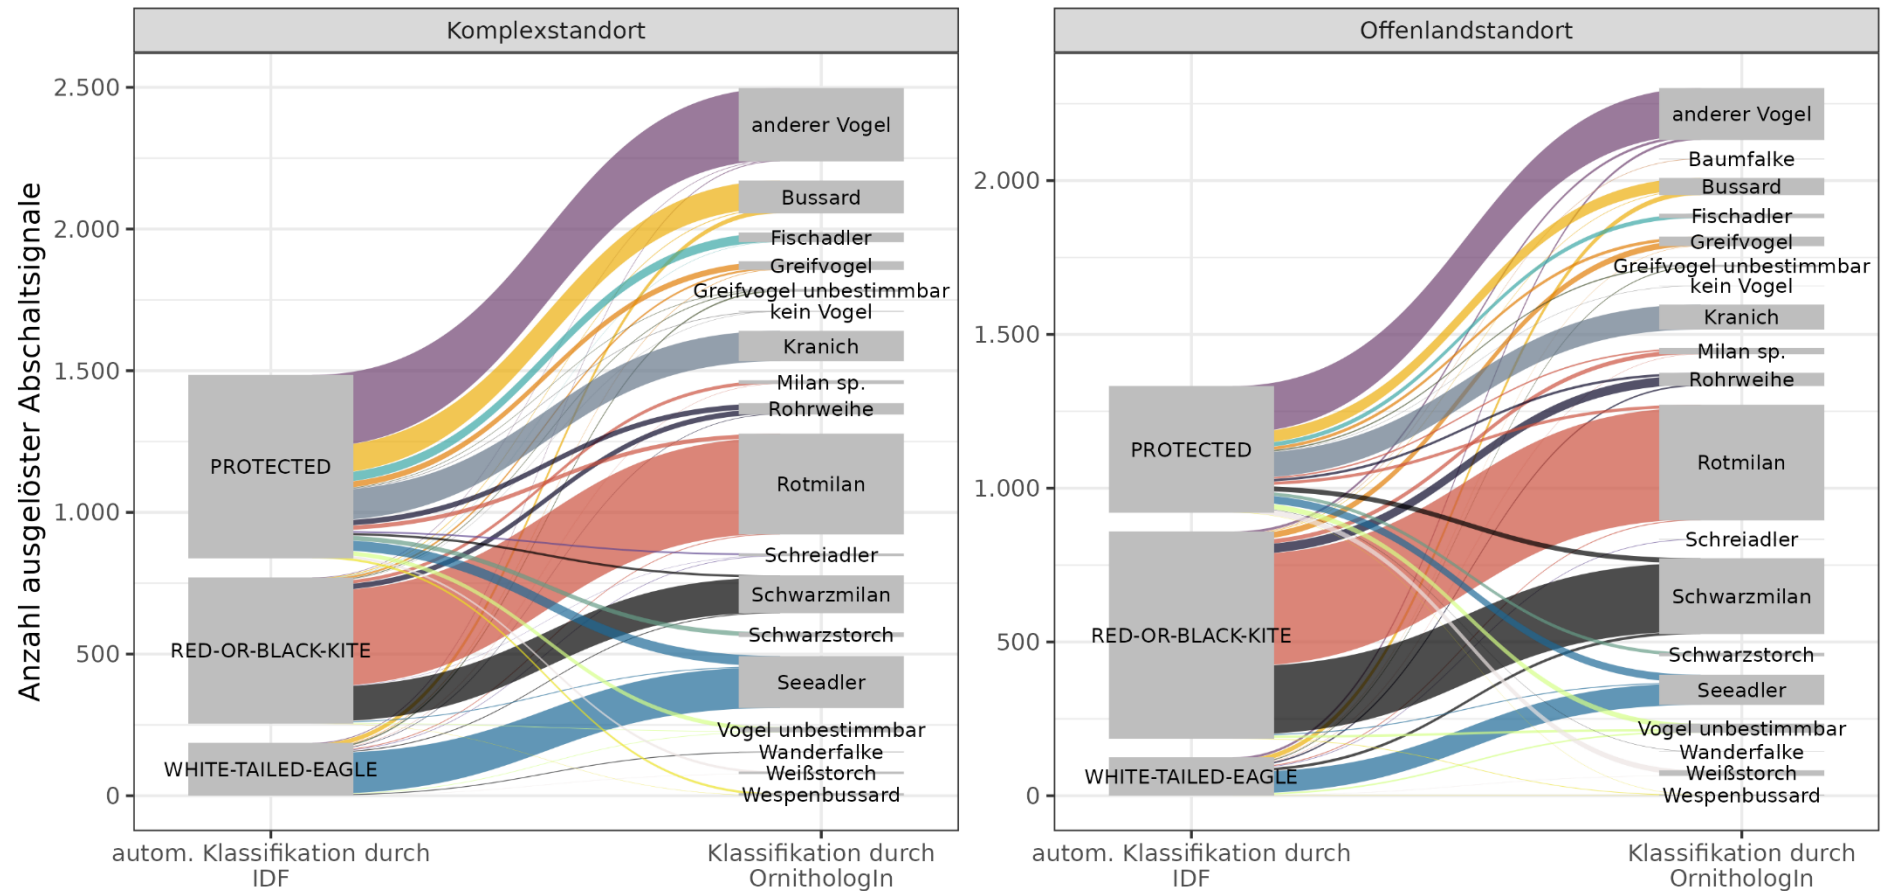 Komplexstandort
Offenlandstandort
Anzahl ausgelöster Abschaltsignale
2.500
2.000
1.500
1.000
500
0
PROTECTED
RED-OR-BLACK-KITE
WHITE-TAILED-EAGLE
anderer Vogel
Bussard
Fischadler
Greifvogel
Greifvogel unbestimmbar
kein Vogel
Kranich
Milan sp.
Rohrweihe
Rotmilan
Schreiadler
Schwarzmilan
Schwarzstorch
Seeadler
Vogel unbestimmbar
Wanderfalke
Weißstorch
Wespenbussard
autom. Klassifikation durch
IDF
Klassifikation durch
OrnithologIn
2.000
1.500
1.000
500
0
PROTECTED
RED-OR-BLACK-KITE
WHITE-TAILED-EAGLE
anderer Vogel
Baumfalke
Bussard
Fischadler
Greifvogel
Greifvogel unbestimmbar
kein Vogel
Kranich
Milan sp.
Rohrweihe
Rotmilan
Schreiadler
Schwarzmilan
Schwarzstorch
Seeadler
Vogel unbestimmbar
Wanderfalke
Weißstorch
Wespenbussard
autom. Klassifikation durch
IDF
Klassifikation durch
OrnithologIn